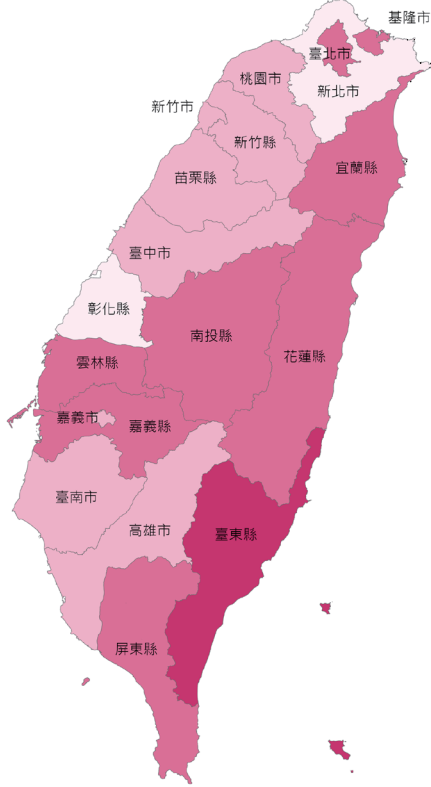 基隆市
臺北市
桃園市
新北市
新竹市
新竹縣
宜蘭縣
苗栗縣
臺中市
彰化縣
南投縣
花蓮縣
雲林縣
嘉義市
嘉義縣
臺南市
高雄市
臺東縣
屏東縣